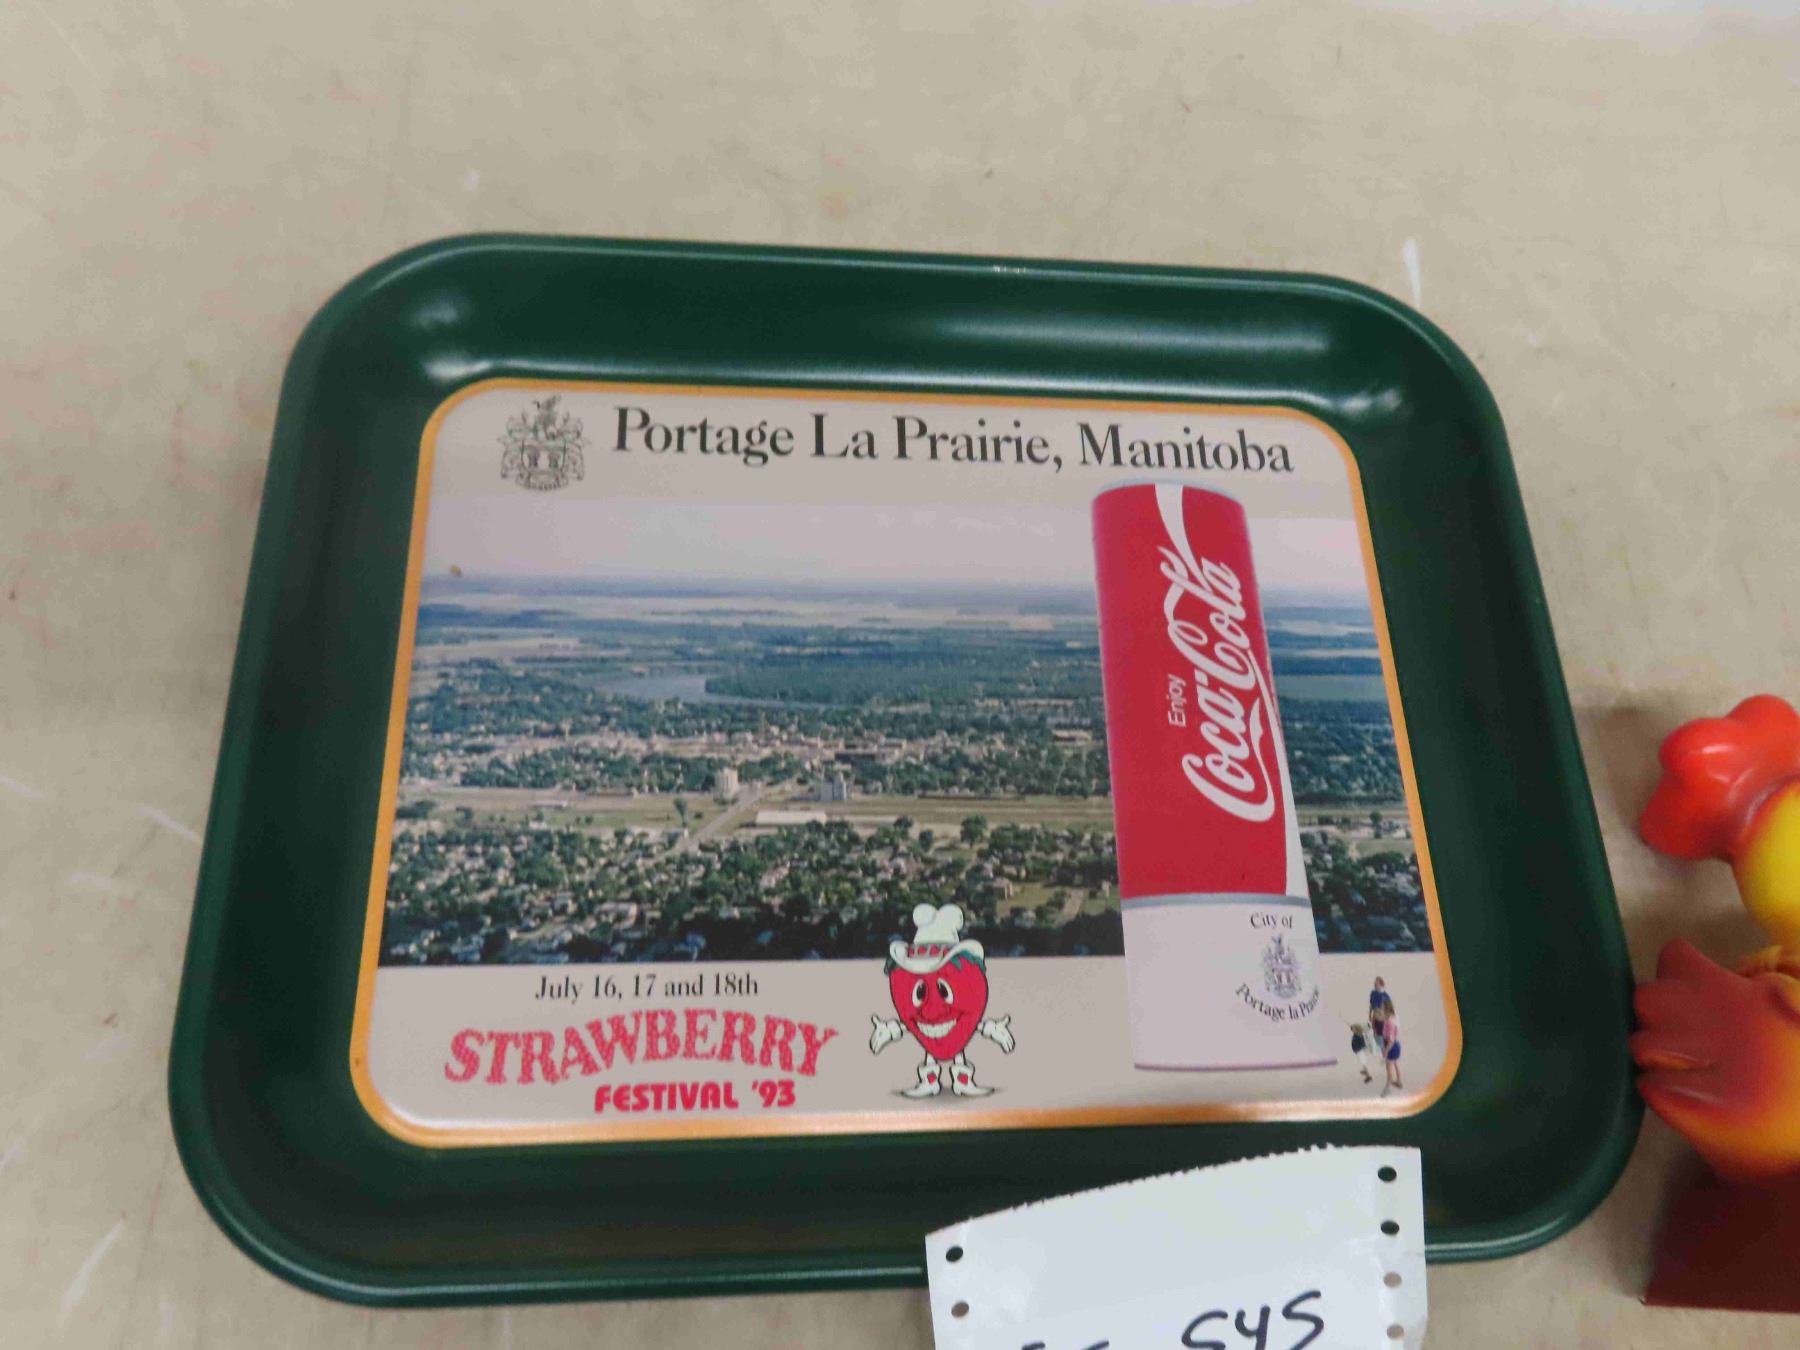 Portage La Prairie, Manitoba
Enjoy
Coca-Cola
City of
Portage la Prairie
July 16, 17 and 18th
STRAWBERRY
FESTIVAL '93